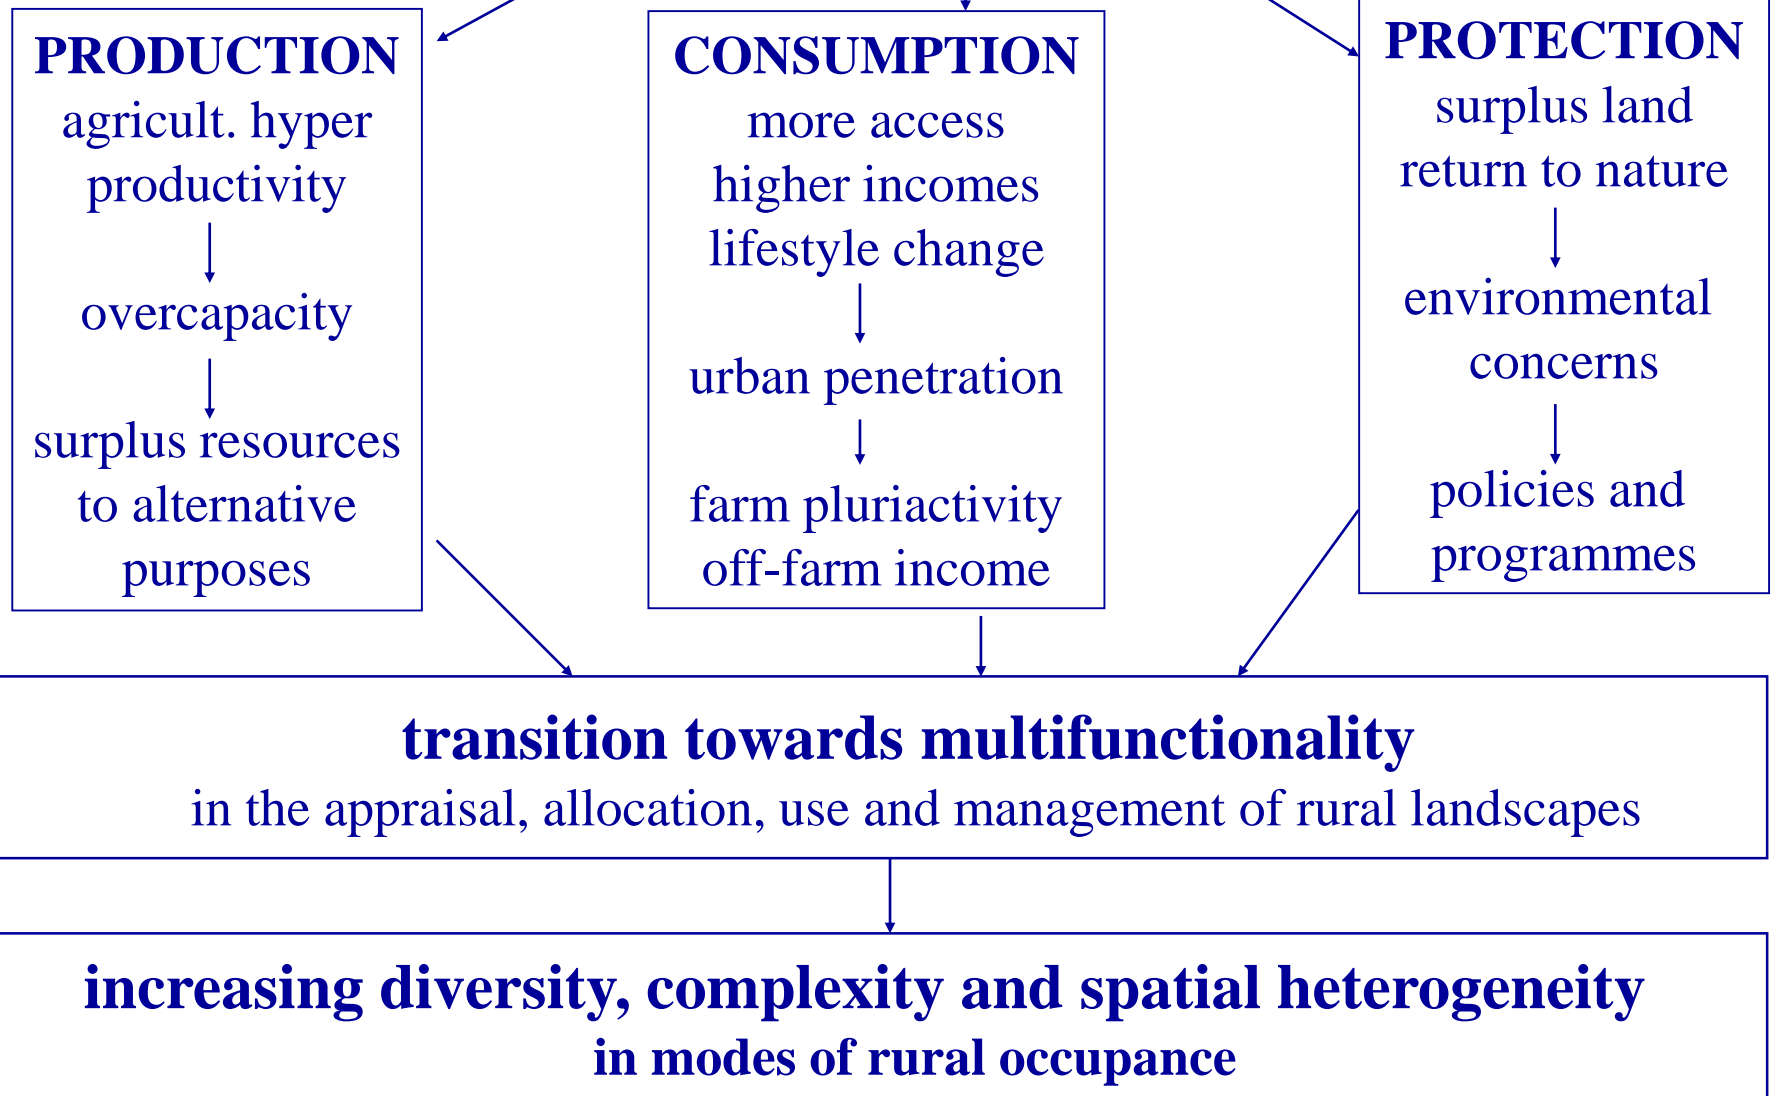 PRODUCTION
agricult. hyper
productivity
overcapacity
surplus resources
to alternative
purposes
CONSUMPTION
more access
higher incomes
lifestyle change
urban penetration
farm pluriactivity
off-farm income
PROTECTION
surplus land
return to nature
environmental
concerns
policies and
programmes
transition towards multifunctionality
in the appraisal, allocation, use and management of rural landscapes
increasing diversity, complexity and spatial heterogeneity
in modes of rural occupance